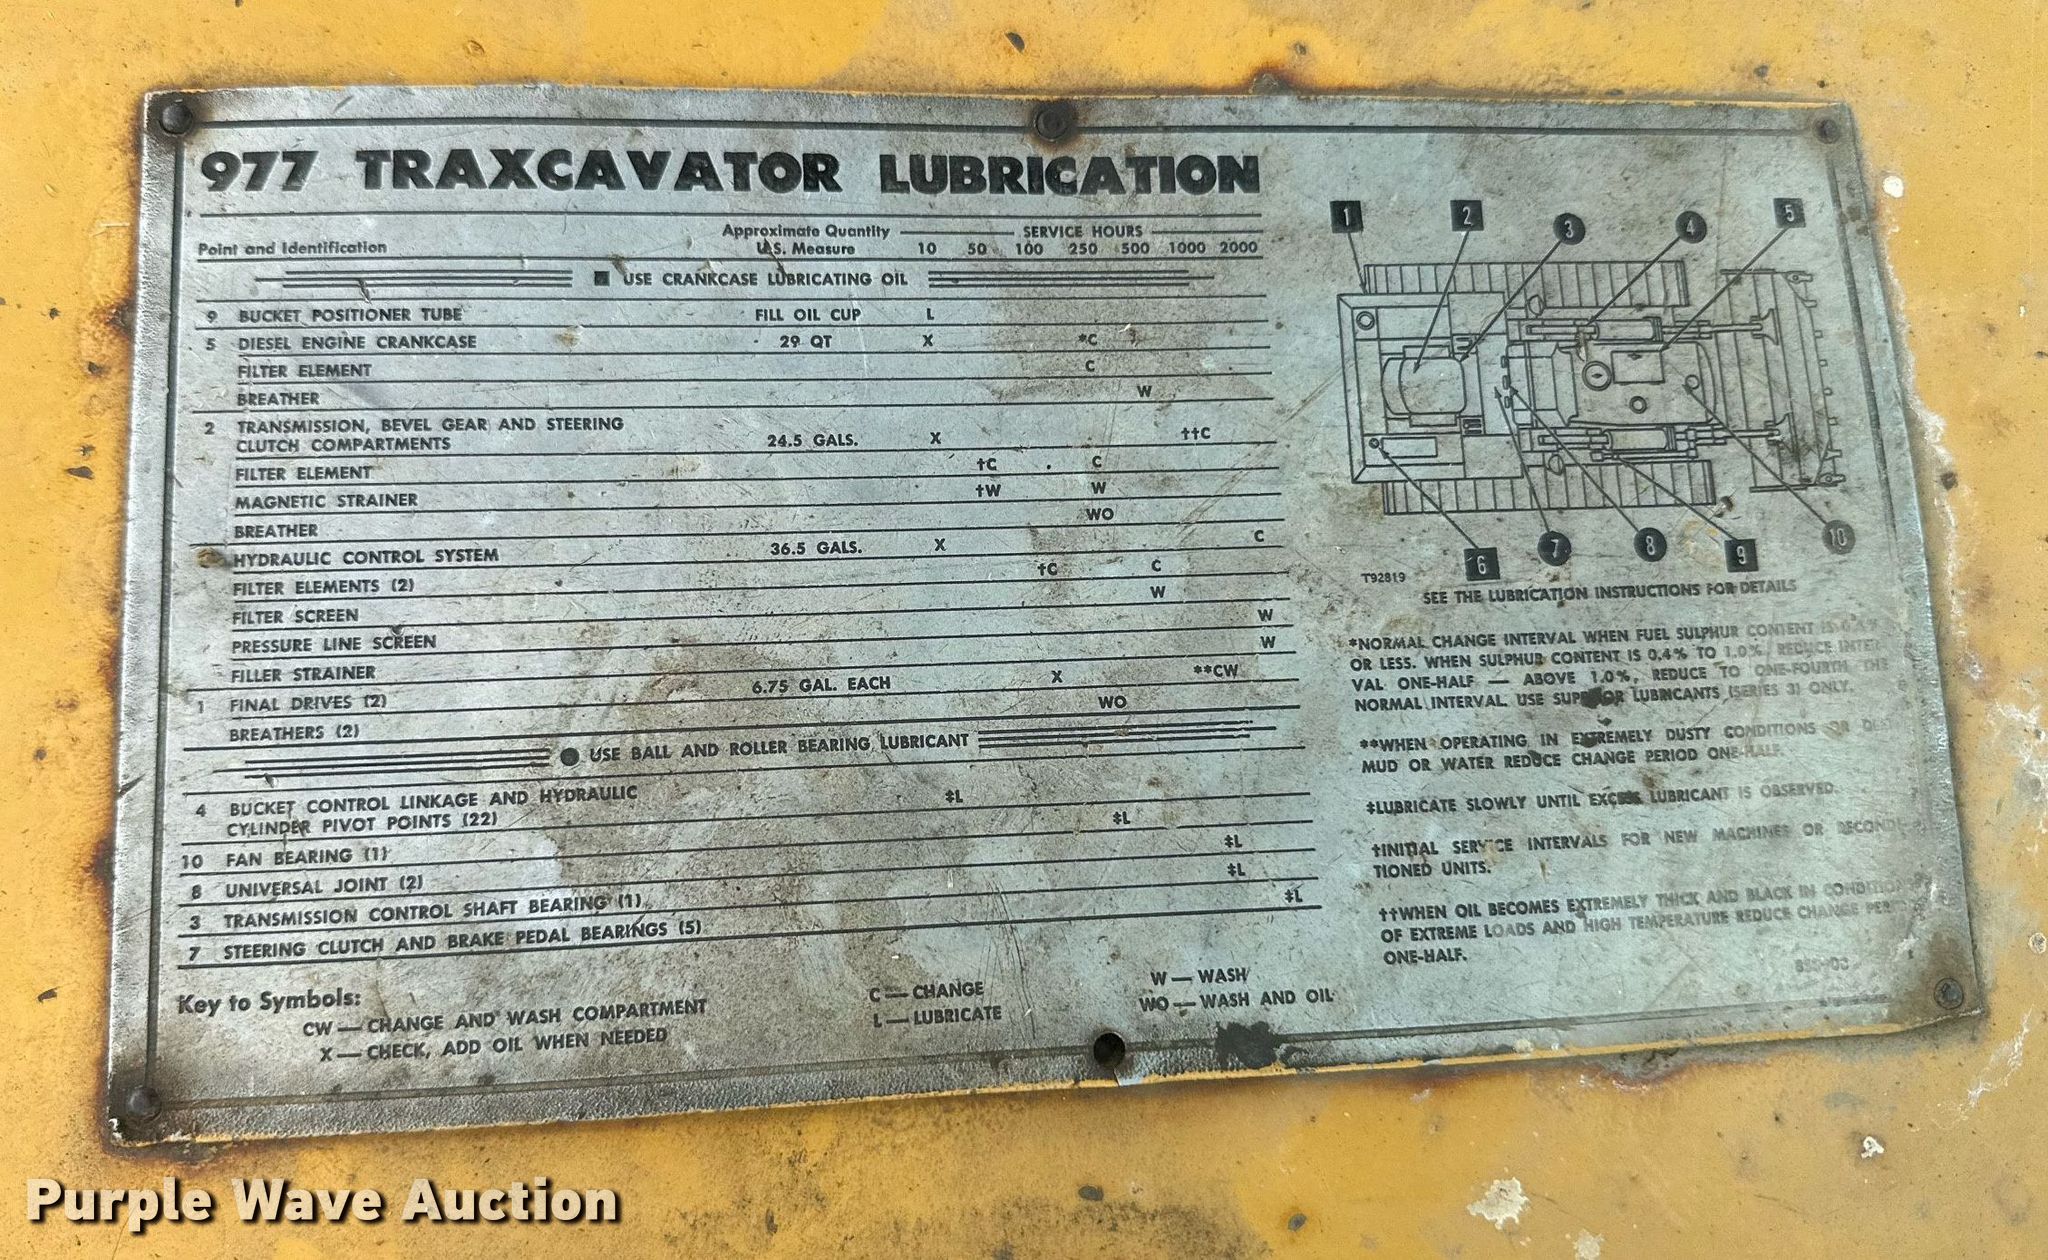 977 TRAXCAVATOR LUBRICATION
Approximate Quantity SERVICE HOURS
Point and Identification U.S. Measure 10 50 100 250 500 1000 2000
USE CRANKCASE LUBRICATING OIL
9 BUCKET POSITIONER TUBE FILL OIL CUP L
5 DIESEL ENGINE CRANKCASE 29 QT X *C
FILTER ELEMENT C
BREATHER W
2 TRANSMISSION, BEVEL GEAR AND STEERING
CLUTCH COMPARTMENTS 24.5 GALS. X ††C
FILTER ELEMENT †C C
MAGNETIC STRAINER †W W
BREATHER WO
HYDRAULIC CONTROL SYSTEM 36.5 GALS. X C
FILTER ELEMENTS (2) †C C
FILTER SCREEN W
PRESSURE LINE SCREEN W
FILLER STRAINER W
1 FINAL DRIVES (2) 6.75 GAL. EACH X **CW
BREATHERS (2) WO
USE BALL AND ROLLER BEARING LUBRICANT
4 BUCKET CONTROL LINKAGE AND HYDRAULIC
CYLINDER PIVOT POINTS (22) ‡L
10 FAN BEARING (1) ‡L
8 UNIVERSAL JOINT (2) ‡L
3 TRANSMISSION CONTROL SHAFT BEARING (1) ‡L
7 STEERING CLUTCH AND BRAKE PEDAL BEARINGS (5) ‡L
Key to Symbols:
CW — CHANGE AND WASH COMPARTMENT
X — CHECK, ADD OIL WHEN NEEDED
C — CHANGE
L — LUBRICATE
W — WASH
WO — WASH AND OIL
1 2 3 4 5
6 7 8 9 10
T92819
SEE THE LUBRICATION INSTRUCTIONS FOR DETAILS
*NORMAL CHANGE INTERVAL WHEN FUEL SULPHUR CONTENT IS 0.4%
OR LESS. WHEN SULPHUR CONTENT IS 0.4% TO 1.0%, REDUCE INTER-
VAL ONE-HALF — ABOVE 1.0%, REDUCE TO ONE-FOURTH THE
NORMAL INTERVAL. USE SUPERIOR LUBRICANTS (SERIES 3) ONLY.
**WHEN OPERATING IN EXTREMELY DUSTY CONDITIONS OR
MUD OR WATER REDUCE CHANGE PERIOD ONE-HALF.
‡LUBRICATE SLOWLY UNTIL EXCESS LUBRICANT IS OBSERVED.
†INITIAL SERVICE INTERVALS FOR NEW MACHINES OR RECONDI-
TIONED UNITS.
††WHEN OIL BECOMES EXTREMELY THICK AND BLACK IN CONDITIONS
OF EXTREME LOADS AND HIGH TEMPERATURE REDUCE CHANGE PERIOD
ONE-HALF.
Purple Wave Auction